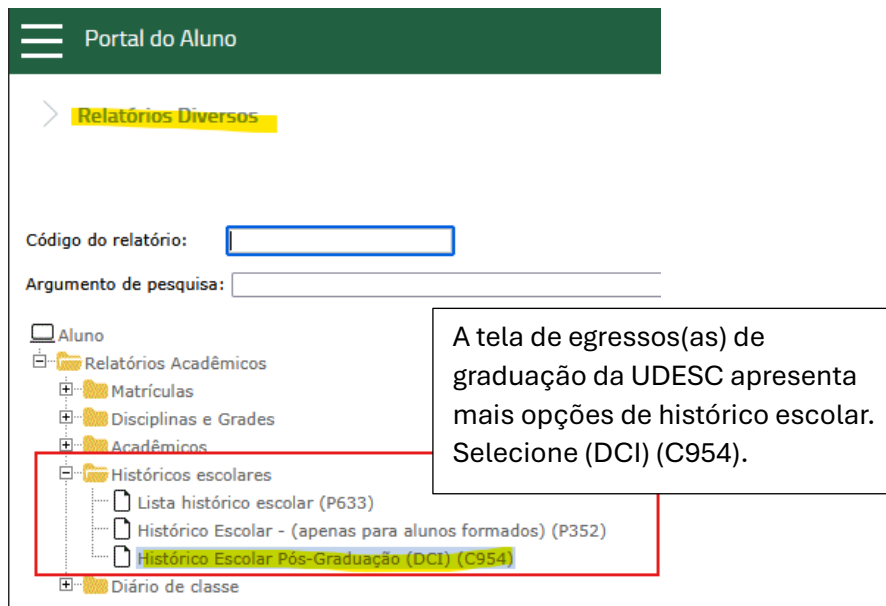 Portal do Aluno
Relatórios Diversos
Código do relatório:
Argumento de pesquisa:
A tela de egressos(as) de
graduação da UDESC apresenta
mais opções de histórico escolar.
Selecione (DCI) (C954).
Aluno
Relatórios Acadêmicos
Matrículas
Disciplinas e Grades
Acadêmicos
Históricos escolares
Lista histórico escolar (P633)
Histórico Escolar - (apenas para alunos formados) (P352)
Histórico Escolar Pós-Graduação (DCI) (C954)
Diário de classe